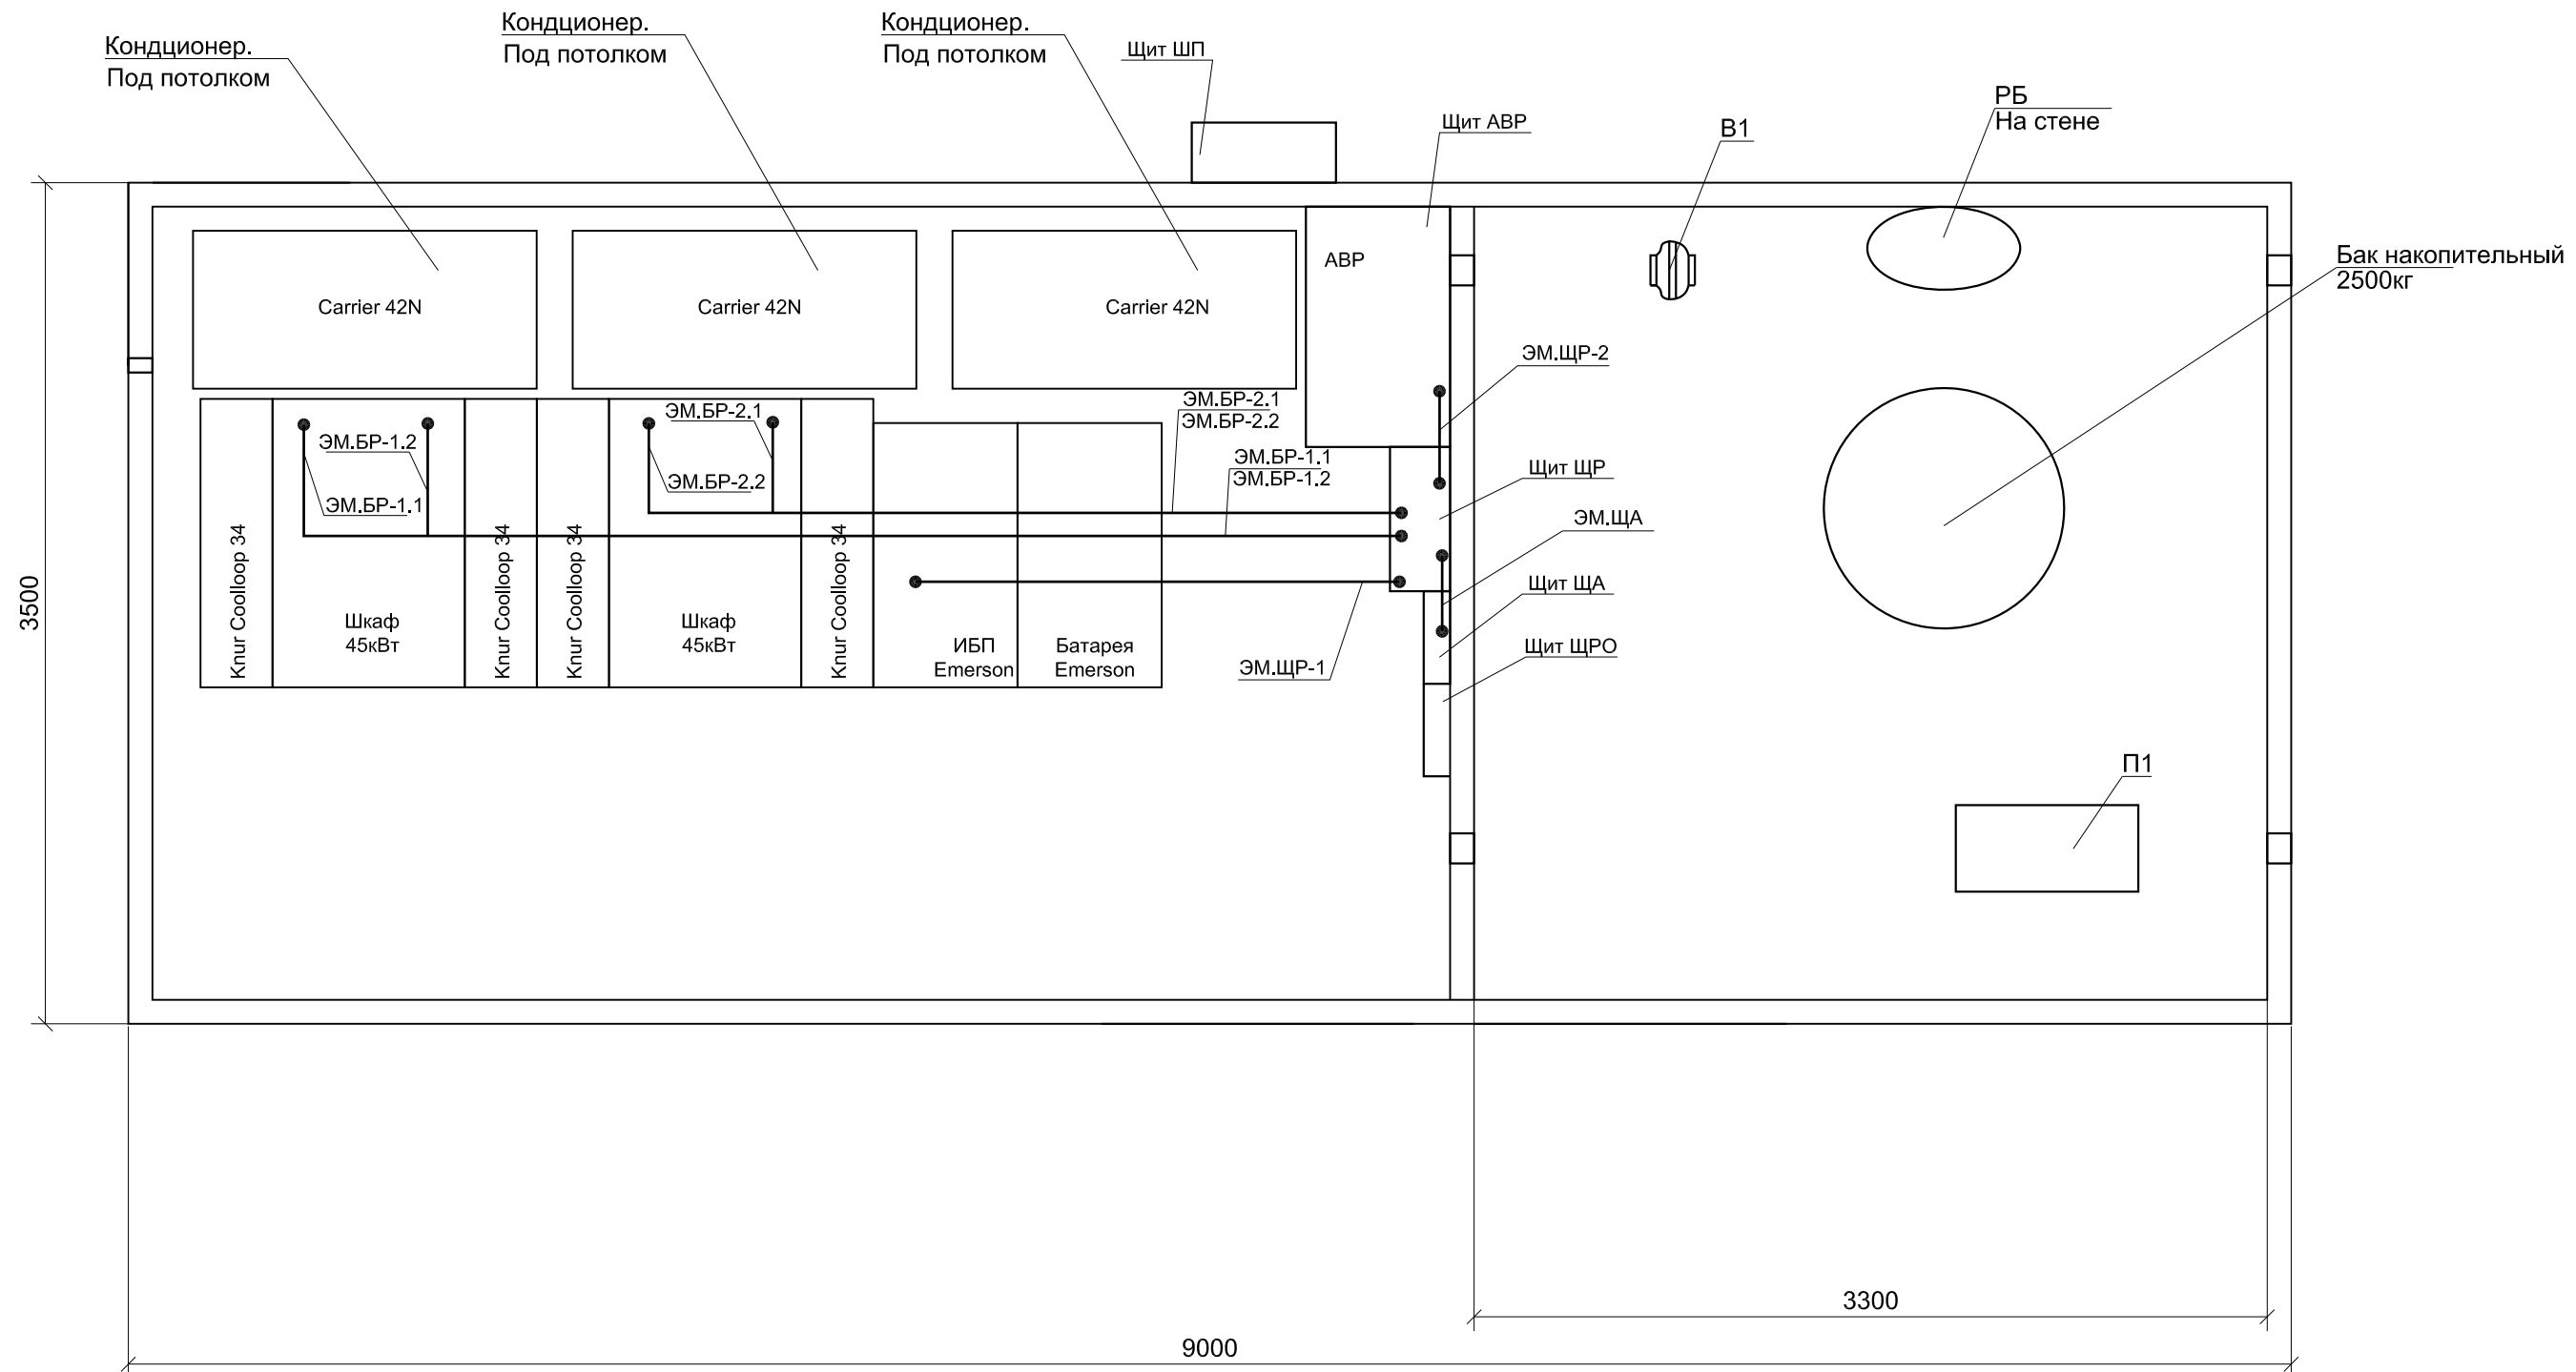 Кондционер.
Под потолком
Кондционер.
Под потолком
Кондционер.
Под потолком
Щит ШП
Щит АВР
В1
РБ
На стене
Бак накопительный
2500кг
АВР
Carrier 42N
Carrier 42N
Carrier 42N
ЭМ.ЩР-2
ЭМ.БР-2.1
ЭМ.БР-2.2
ЭМ.БР-2.1
ЭМ.БР-1.2
ЭМ.БР-1.1
ЭМ.БР-1.2
ЭМ.БР-2.2
ЭМ.БР-1.1
Щит ЩР
ЭМ.ЩА
Щит ЩА
Щит ЩРО
ЭМ.ЩР-1
Knur Coolloop 34
Шкаф
45кВт
Knur Coolloop 34
Knur Coolloop 34
Шкаф
45кВт
Knur Coolloop 34
ИБП
Emerson
Батарея
Emerson
П1
3500
3300
9000